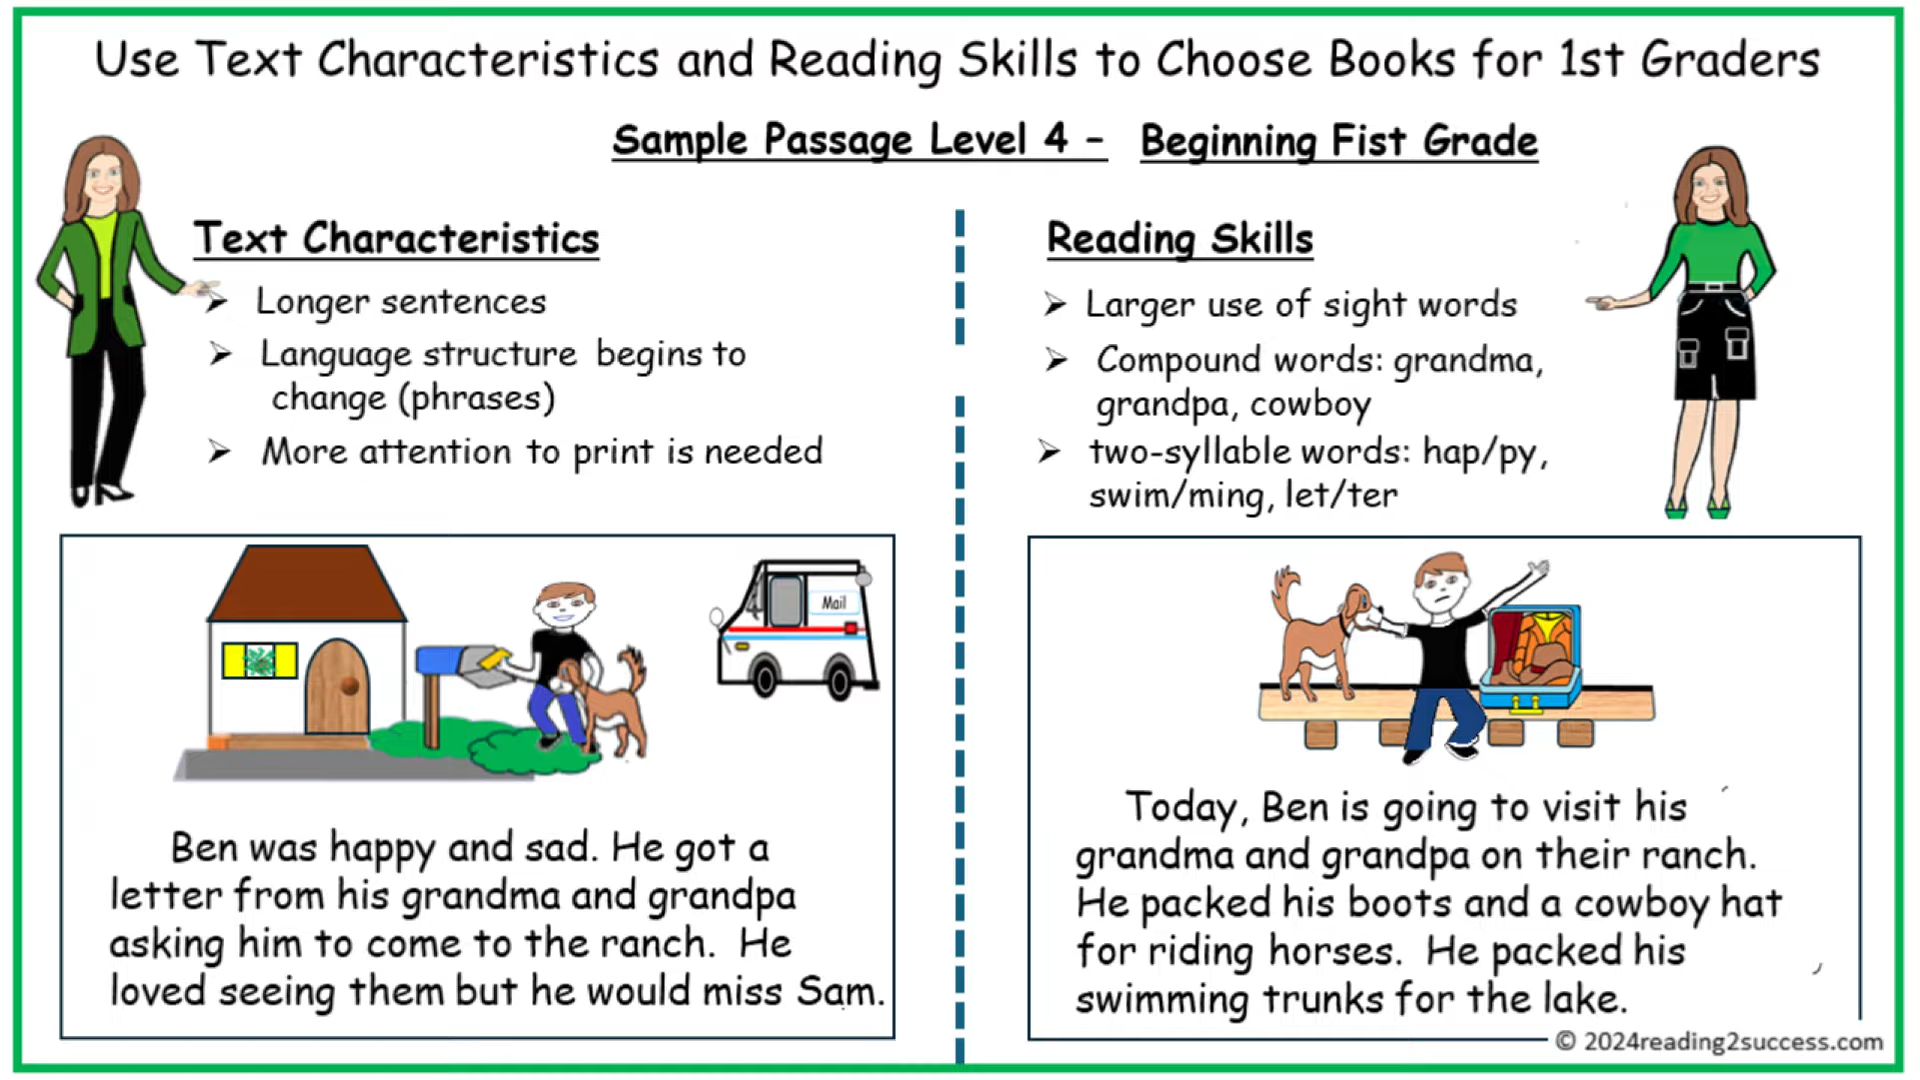 Use Text Characteristics and Reading Skills to Choose Books for 1st Graders
Sample Passage Level 4 – Beginning Fist Grade
Text Characteristics
➢ Longer sentences
➢ Language structure begins to
change (phrases)
➢ More attention to print is needed
Reading Skills
➢ Larger use of sight words
➢ Compound words: grandma,
grandpa, cowboy
➢ two-syllable words: hap/py,
swim/ming, let/ter
Mail
Ben was happy and sad. He got a
letter from his grandma and grandpa
asking him to come to the ranch. He
loved seeing them but he would miss Sam.
Today, Ben is going to visit his
grandma and grandpa on their ranch.
He packed his boots and a cowboy hat
for riding horses. He packed his
swimming trunks for the lake.
© 2024reading2success.com